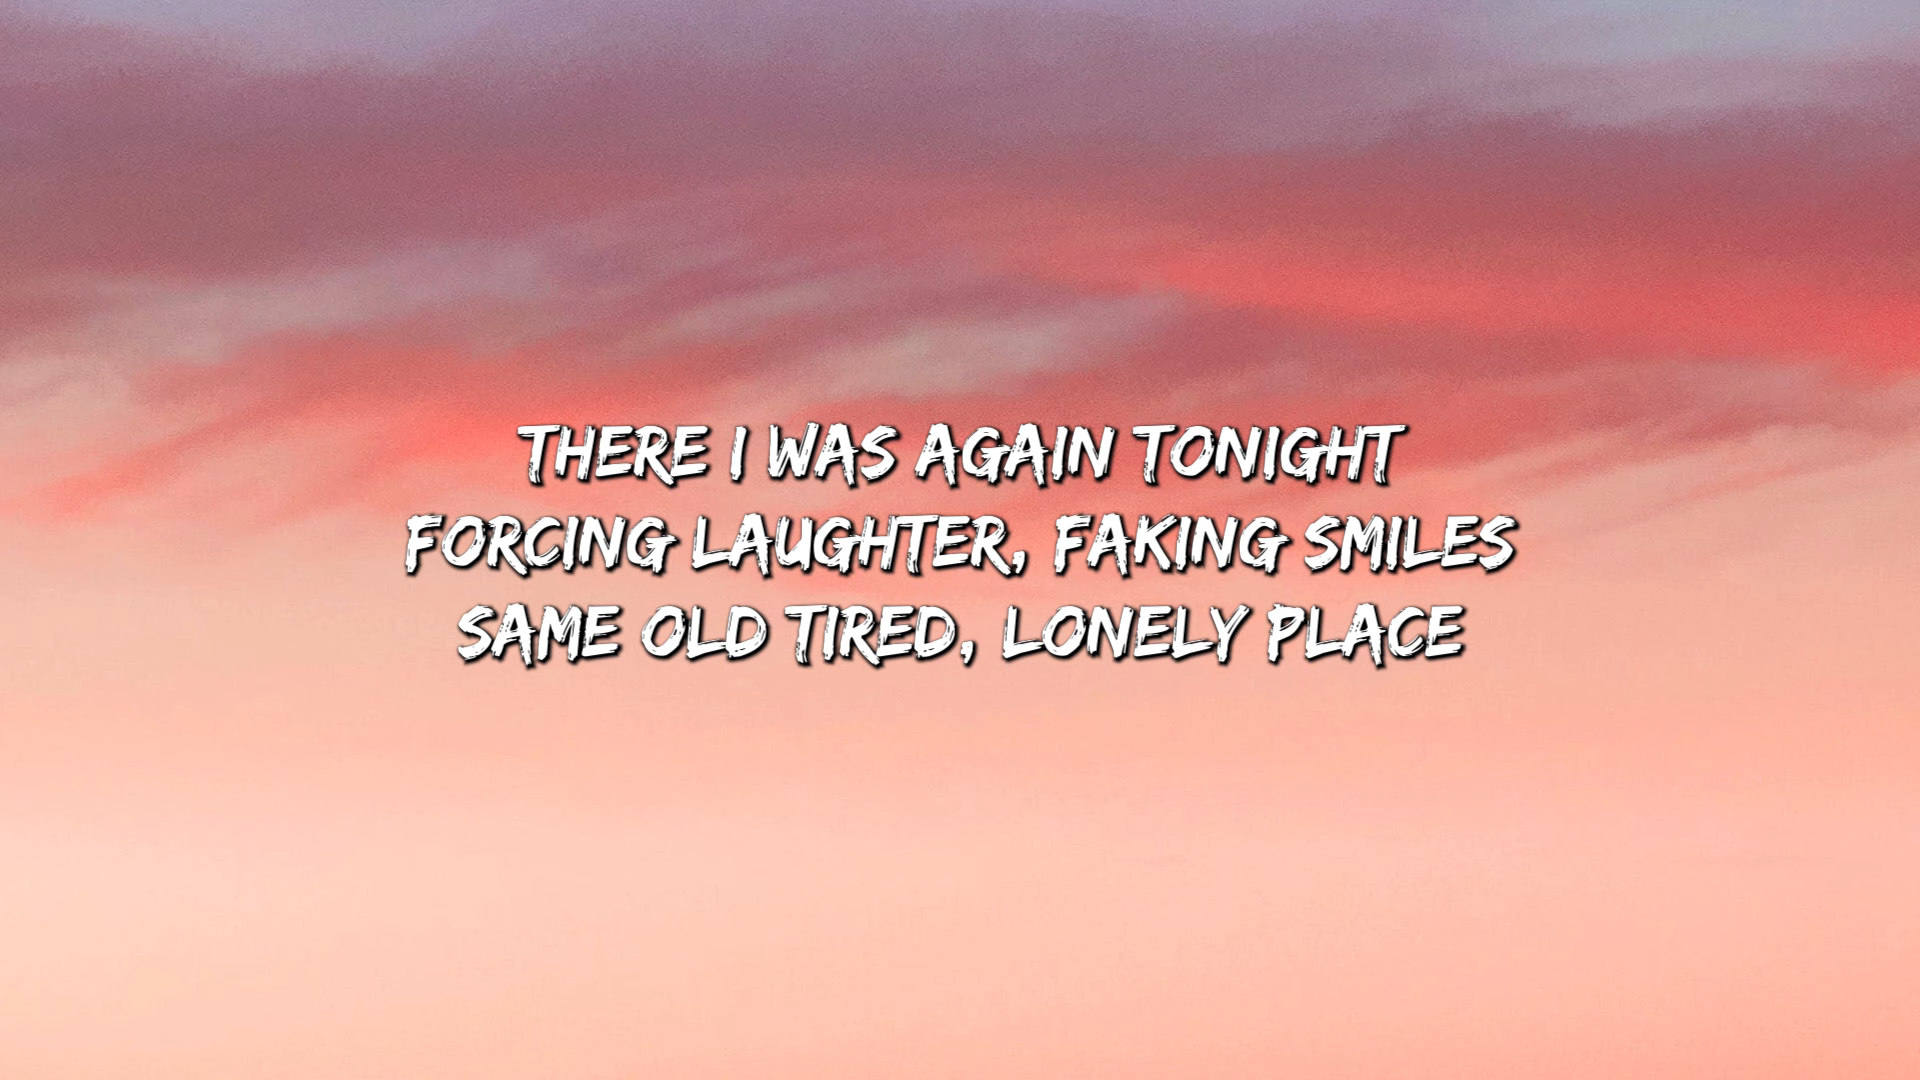 THERE I WAS AGAIN TONIGHT
FORCING LAUGHTER, FAKING SMILES
SAME OLD TIRED, LONELY PLACE